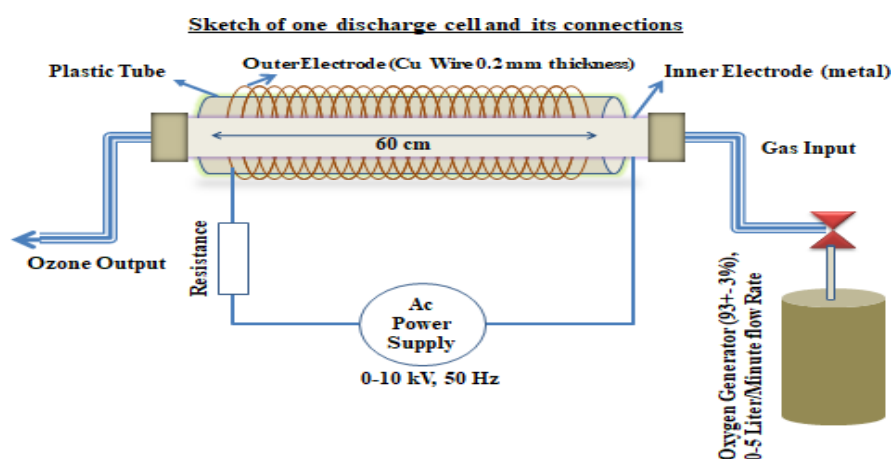 Sketch of one discharge cell and its connections
Outer Electrode (Cu Wire 0.2 mm thickness)
Plastic Tube
Inner Electrode (metal)
60 cm
Gas Input
Ozone Output
Resistance
Ac
Power
Supply
0-10 kV, 50 Hz
Oxygen Generator (93+-3%),
0-5 Liter/Minute flow Rate